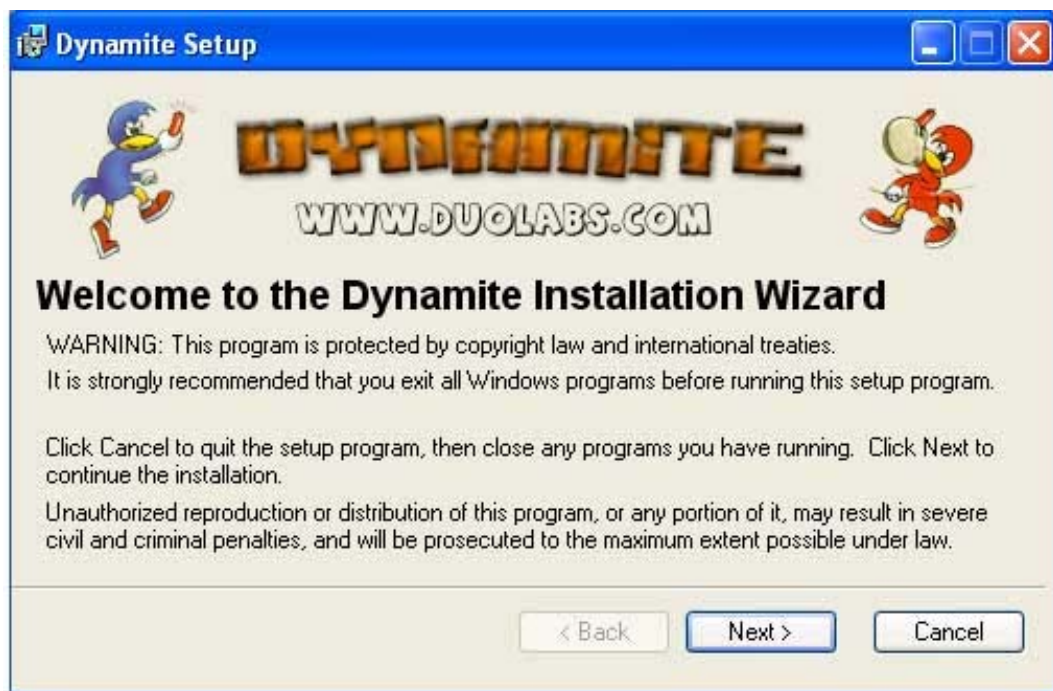 Dynamite Setup
DYNAMITE
WWW.DUOLABS.COM
Welcome to the Dynamite Installation Wizard
WARNING: This program is protected by copyright law and international treaties.
It is strongly recommended that you exit all Windows programs before running this setup program.
Click Cancel to quit the setup program, then close any programs you have running.  Click Next to
continue the installation.
Unauthorized reproduction or distribution of this program, or any portion of it, may result in severe
civil and criminal penalties, and will be prosecuted to the maximum extent possible under law.
< Back Next > Cancel